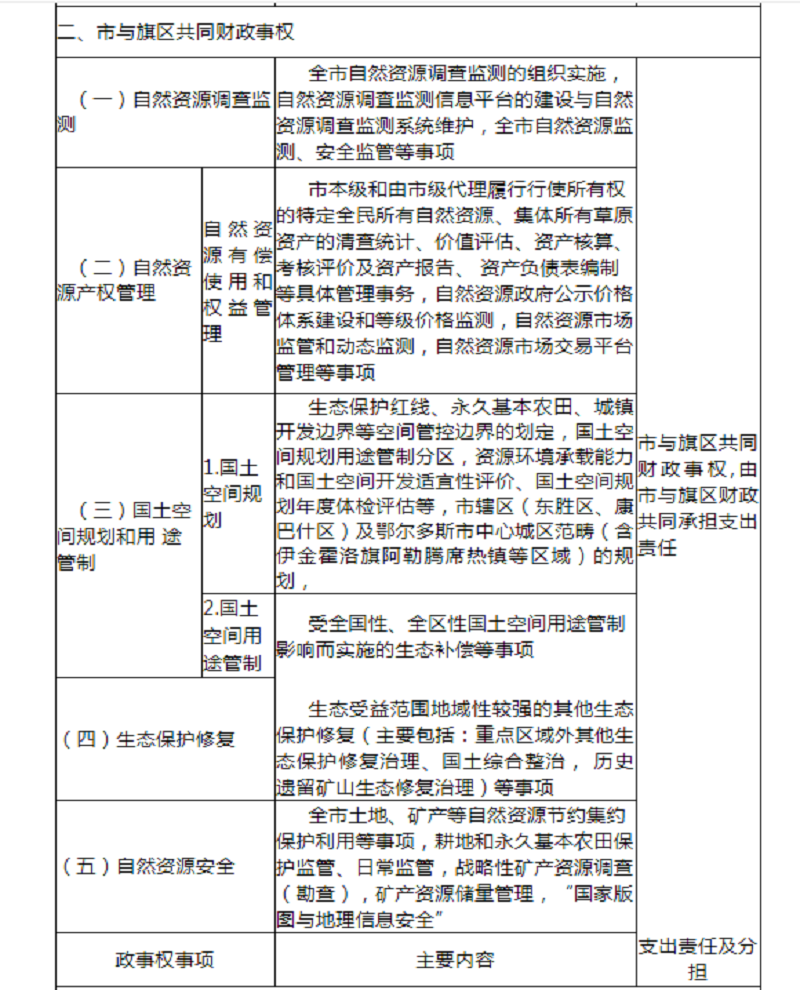 二、市与旗区共同财政事权
（一）自然资源调查监
测
全市自然资源调查监测的组织实施，
自然资源调查监测信息平台的建设与自然
资源调查监测系统维护，全市自然资源监
测、安全监管等事项
（二）自然资
源产权管理
自然资
源有偿
使用和
权益管
理
市本级和由市级代理履行行使所有权
的特定全民所有自然资源、集体所有草原
资产的清查统计、价值评估、资产核算、
考核评价及资产报告、 资产负债表编制
等具体管理事务，自然资源政府公示价格
体系建设和等级价格监测，自然资源市场
监管和动态监测，自然资源市场交易平台
管理等事项
（三）国土空
间规划和用 途
管制
1.国土
空间规
划
生态保护红线、永久基本农田、城镇
开发边界等空间管控边界的划定，国土空
间规划用途管制分区，资源环境承载能力
和国土空间开发适宜性评价、国土空间规
划年度体检评估等，市辖区（东胜区、康
巴什区）及鄂尔多斯市中心城区范畴（含
伊金霍洛旗阿勒腾席热镇等区域）的规
划，
2.国土
空间用
途管制
受全国性、全区性国土空间用途管制
影响而实施的生态补偿等事项
（四）生态保护修复
生态受益范围地域性较强的其他生态
保护修复（主要包括：重点区域外其他生
态保护修复治理、国土综合整治， 历史
遗留矿山生态修复治理）等事项
（五）自然资源安全
全市土地、矿产等自然资源节约集约
保护利用等事项，耕地和永久基本农田保
护监管、日常监管，战略性矿产资源调查
（勘查），矿产资源储量管理，“国家版
图与地理信息安全”
市与旗区共同
财政事权,由
市与旗区财政
共同承担支出
责任
政事权事项
主要内容
支出责任及分
担